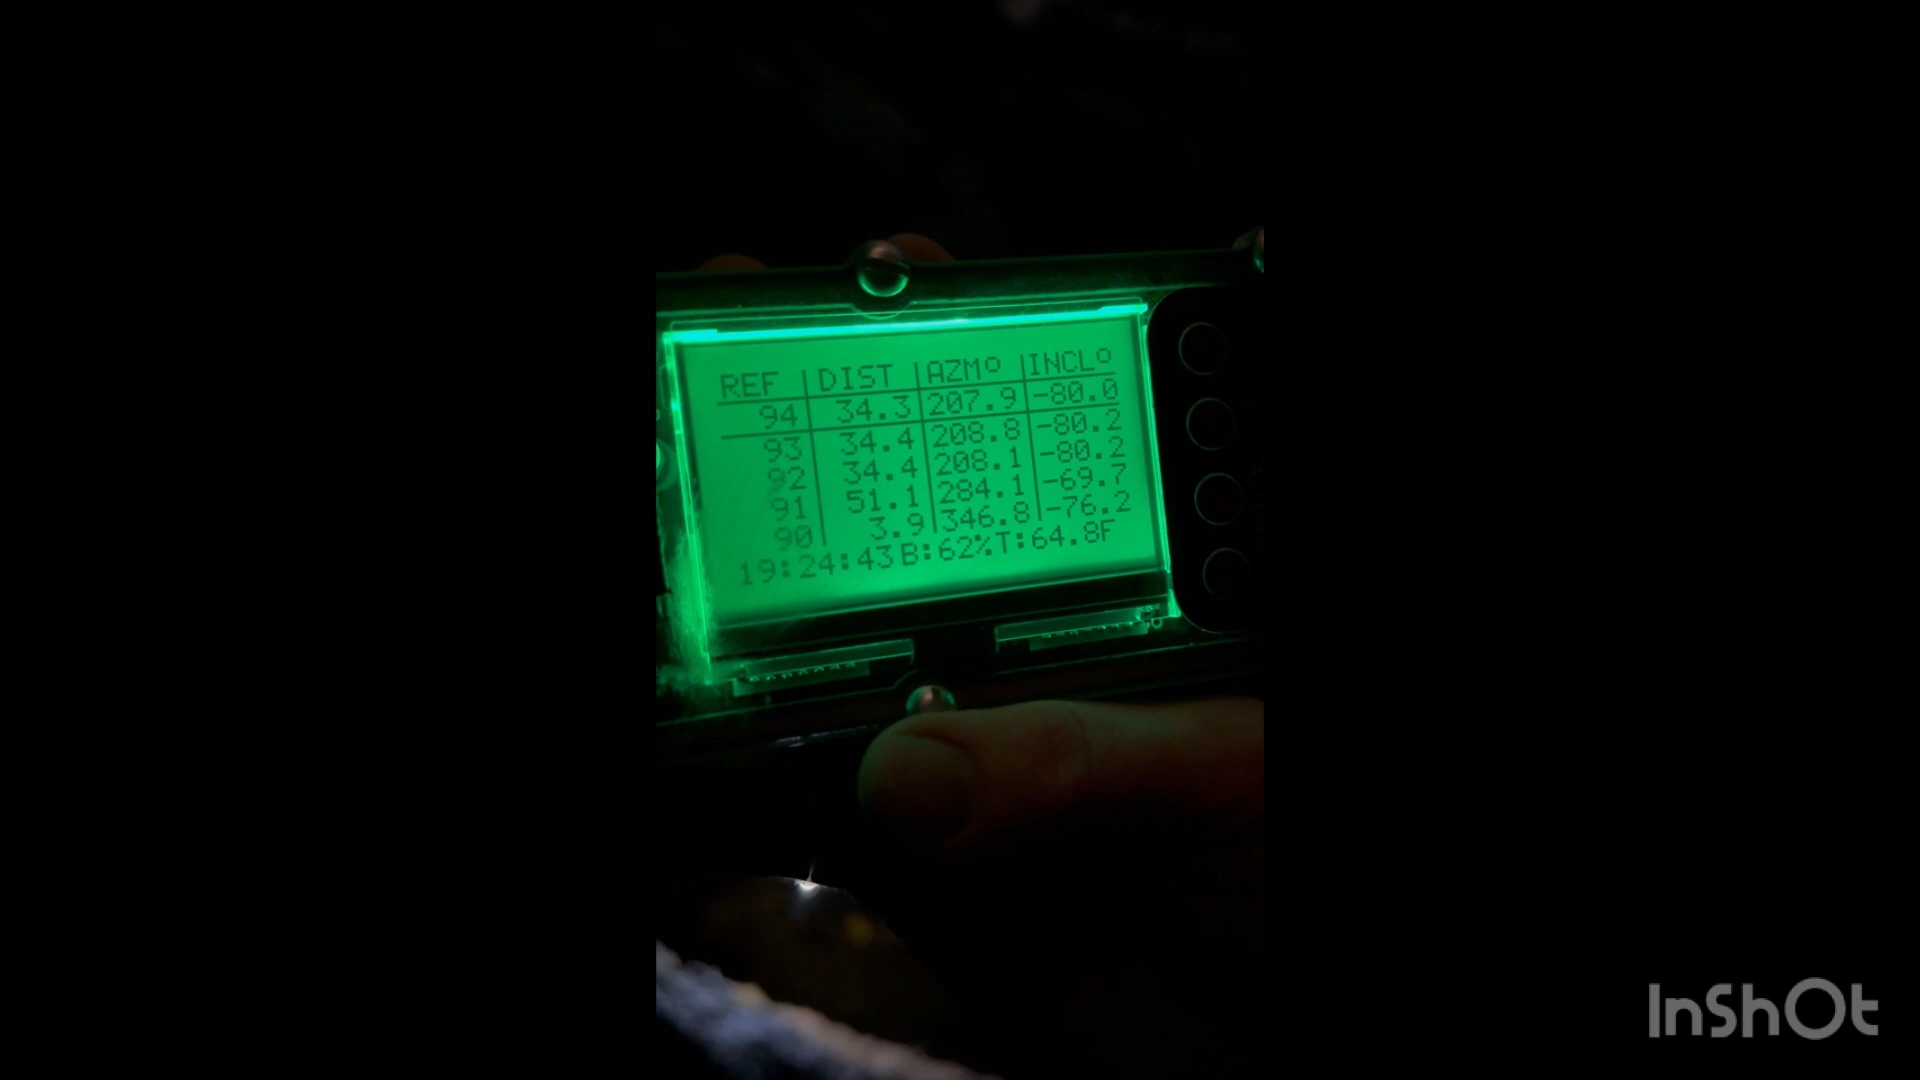 REF |DIST |AZM° |INCL°
94 34.3 207.9 -80.0
93 34.4 208.8 -80.2
92 34.4 208.1 -80.2
91 51.1 284.1 -69.7
90 3.9 346.8 -76.2
19:24:43 B:62% T:64.8F
InShOt